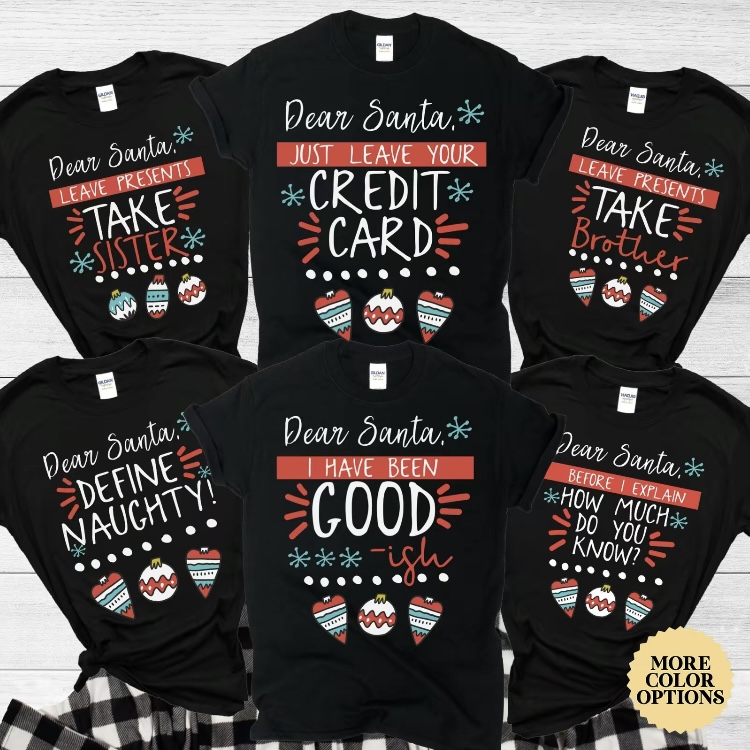 Dear Santa,
LEAVE PRESENTS
TAKE
SISTER
GILDAN
Dear Santa,
JUST LEAVE YOUR
CREDIT
CARD
Dear Santa,
LEAVE PRESENTS
TAKE
Brother
Dear Santa,
DEFINE
NAUGHTY!
GILDAN
Dear Santa,
I HAVE BEEN
GOOD
-ish
Dear Santa,
BEFORE I EXPLAIN
HOW MUCH
DO YOU
KNOW?
MORE
COLOR
OPTIONS